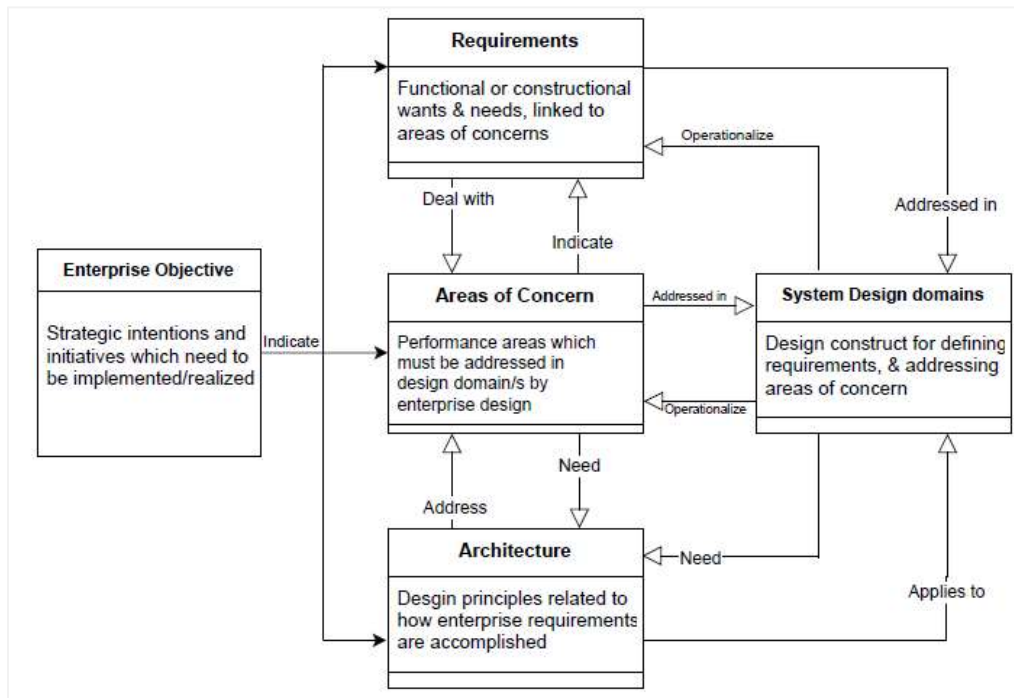 Requirements
Functional or constructional
wants & needs, linked to
areas of concerns
Operationalize
Deal with
Addressed in
Indicate
Enterprise Objective
Strategic intentions and
initiatives which need to
be implemented/realized
Indicate
Areas of Concern
Performance areas which
must be addressed in
design domain/s by
enterprise design
Addressed in
Operationalize
System Design domains
Design construct for defining
requirements, & addressing
areas of concern
Need
Address
Architecture
Desgin principles related to
how enterprise requirements
are accomplished
Need
Applies to